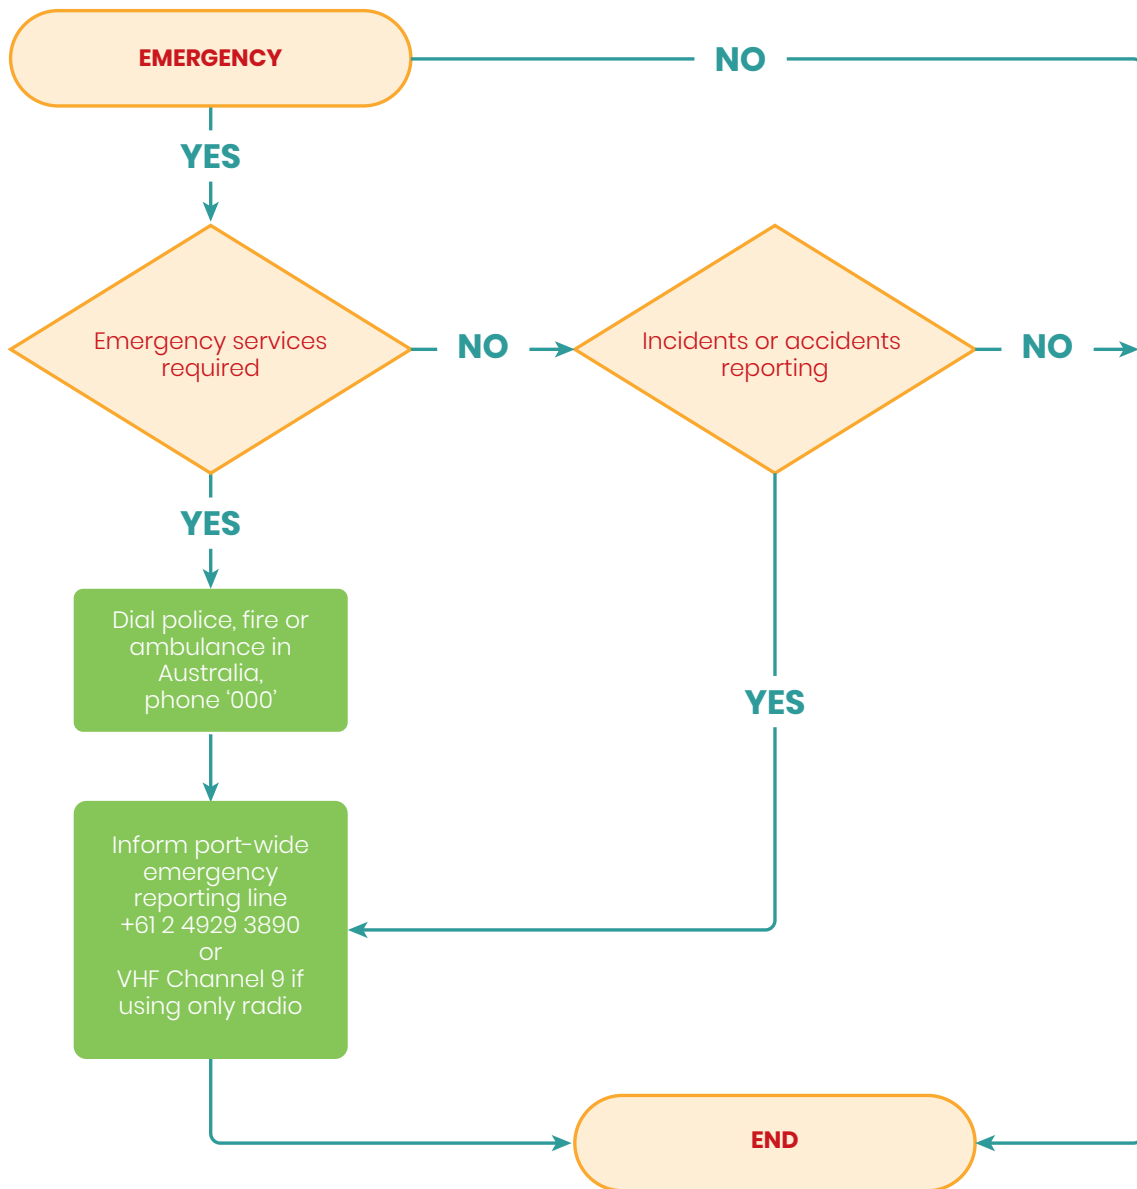 EMERGENCY
NO
YES
Emergency services
required
NO
Incidents or accidents
reporting
NO
YES
Dial police, fire or
ambulance in
Australia,
phone ‘000’
YES
Inform port-wide
emergency
reporting line
+61 2 4929 3890
or
VHF Channel 9 if
using only radio
END